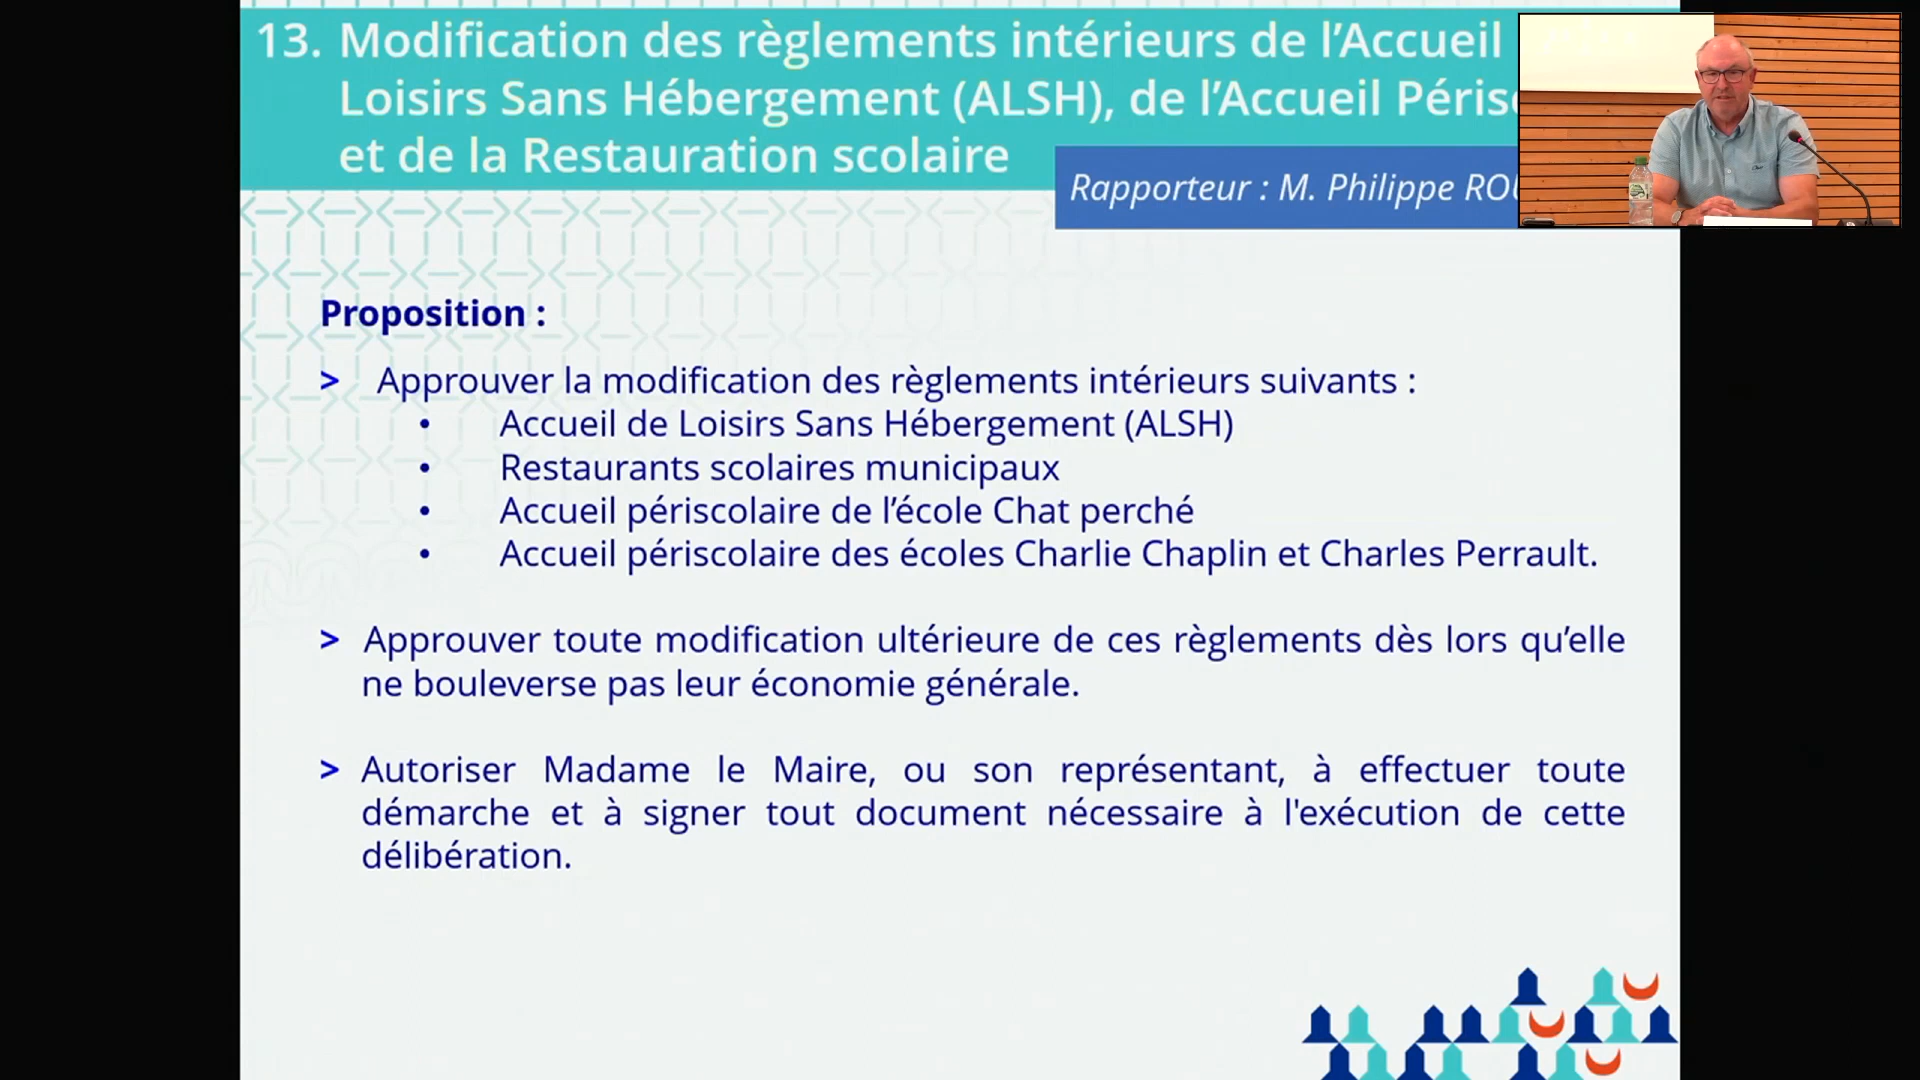 13. Modification des règlements intérieurs de l’Accueil
Loisirs Sans Hébergement (ALSH), de l’Accueil
et de la Restauration scolaire
Rapporteur : M. Philippe
Proposition :
> Approuver la modification des règlements intérieurs suivants :
• Accueil de Loisirs Sans Hébergement (ALSH)
• Restaurants scolaires municipaux
• Accueil périscolaire de l’école Chat perché
• Accueil périscolaire des écoles Charlie Chaplin et Charles Perrault.
> Approuver toute modification ultérieure de ces règlements dès lors qu’elle
ne bouleverse pas leur économie générale.
> Autoriser Madame le Maire, ou son représentant, à effectuer toute
démarche et à signer tout document nécessaire à l'exécution de cette
délibération.